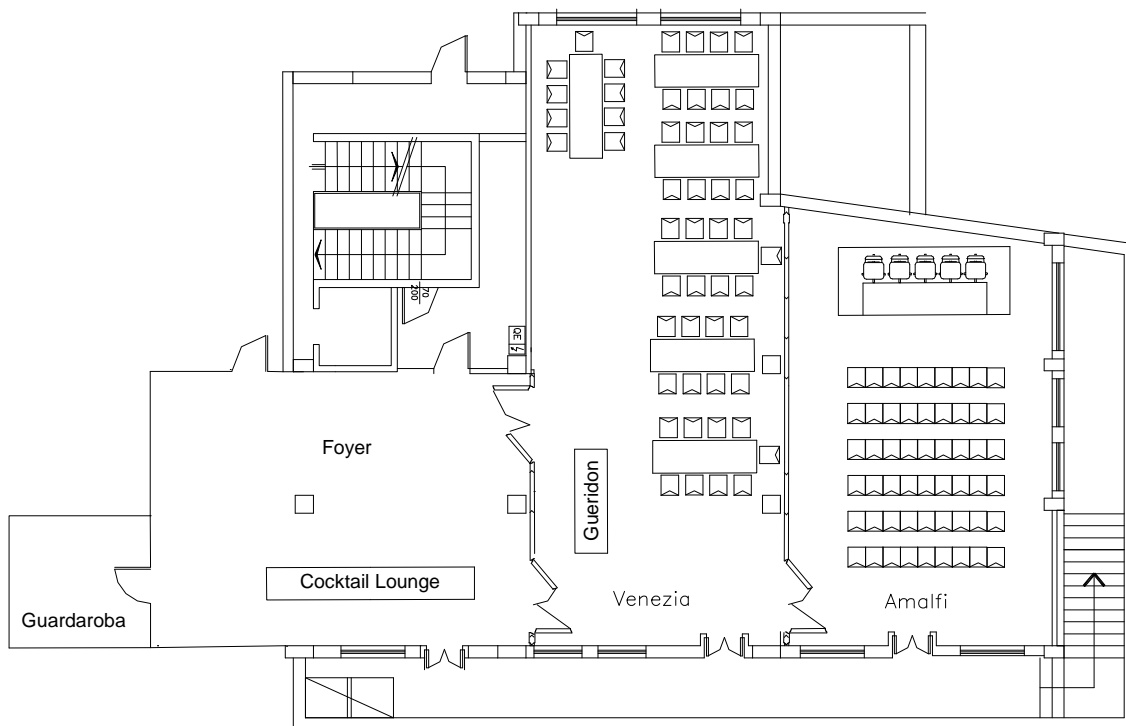 70
200
QE
Foyer
Gueridon
Cocktail Lounge
Venezia
Amalfi
Guardaroba